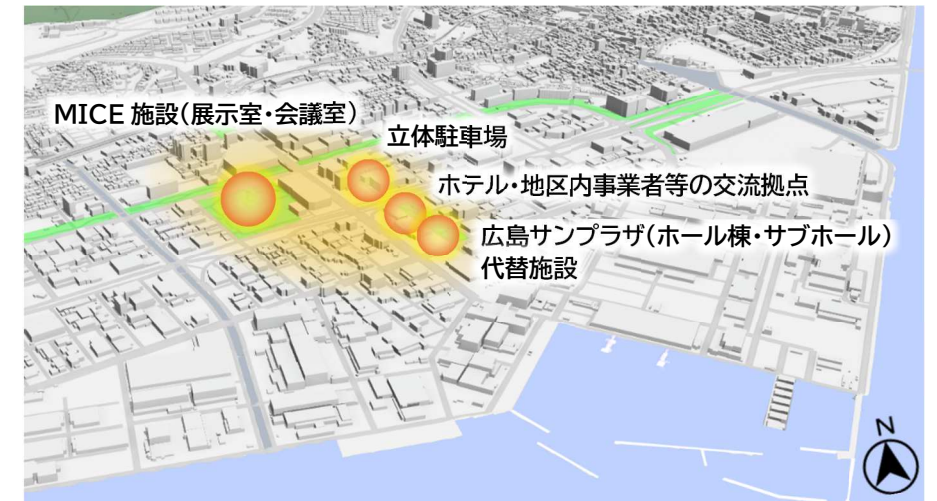 MICE 施設(展示室・会議室)
立体駐車場
ホテル・地区内事業者等の交流拠点
広島サンプラザ(ホール棟・サブホール)
代替施設
N